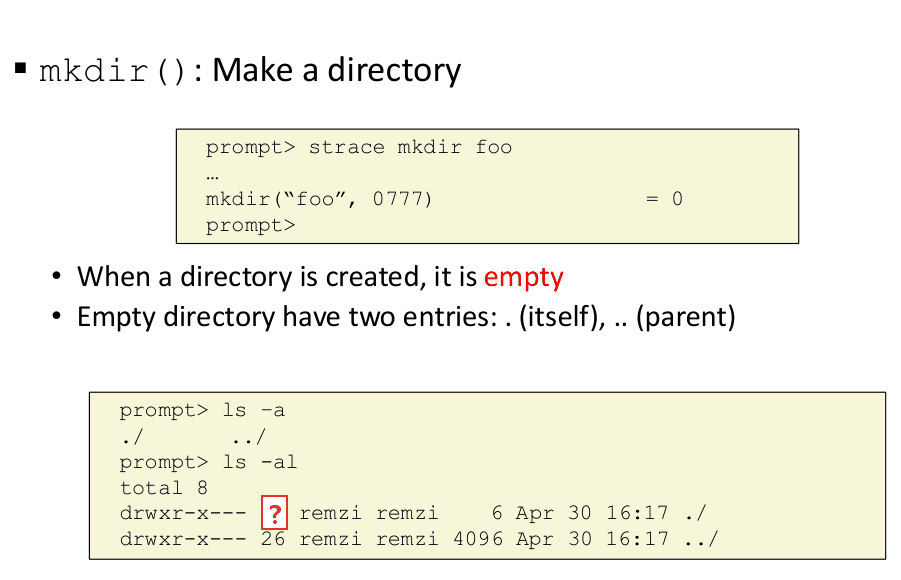 ▪ mkdir(): Make a directory
prompt> strace mkdir foo
…
mkdir(“foo”, 0777) = 0
prompt>
• When a directory is created, it is empty
• Empty directory have two entries: . (itself), .. (parent)
prompt> ls –a
./ ../
prompt> ls -al
total 8
drwxr-x--- ? remzi remzi 6 Apr 30 16:17 ./
drwxr-x--- 26 remzi remzi 4096 Apr 30 16:17 ../